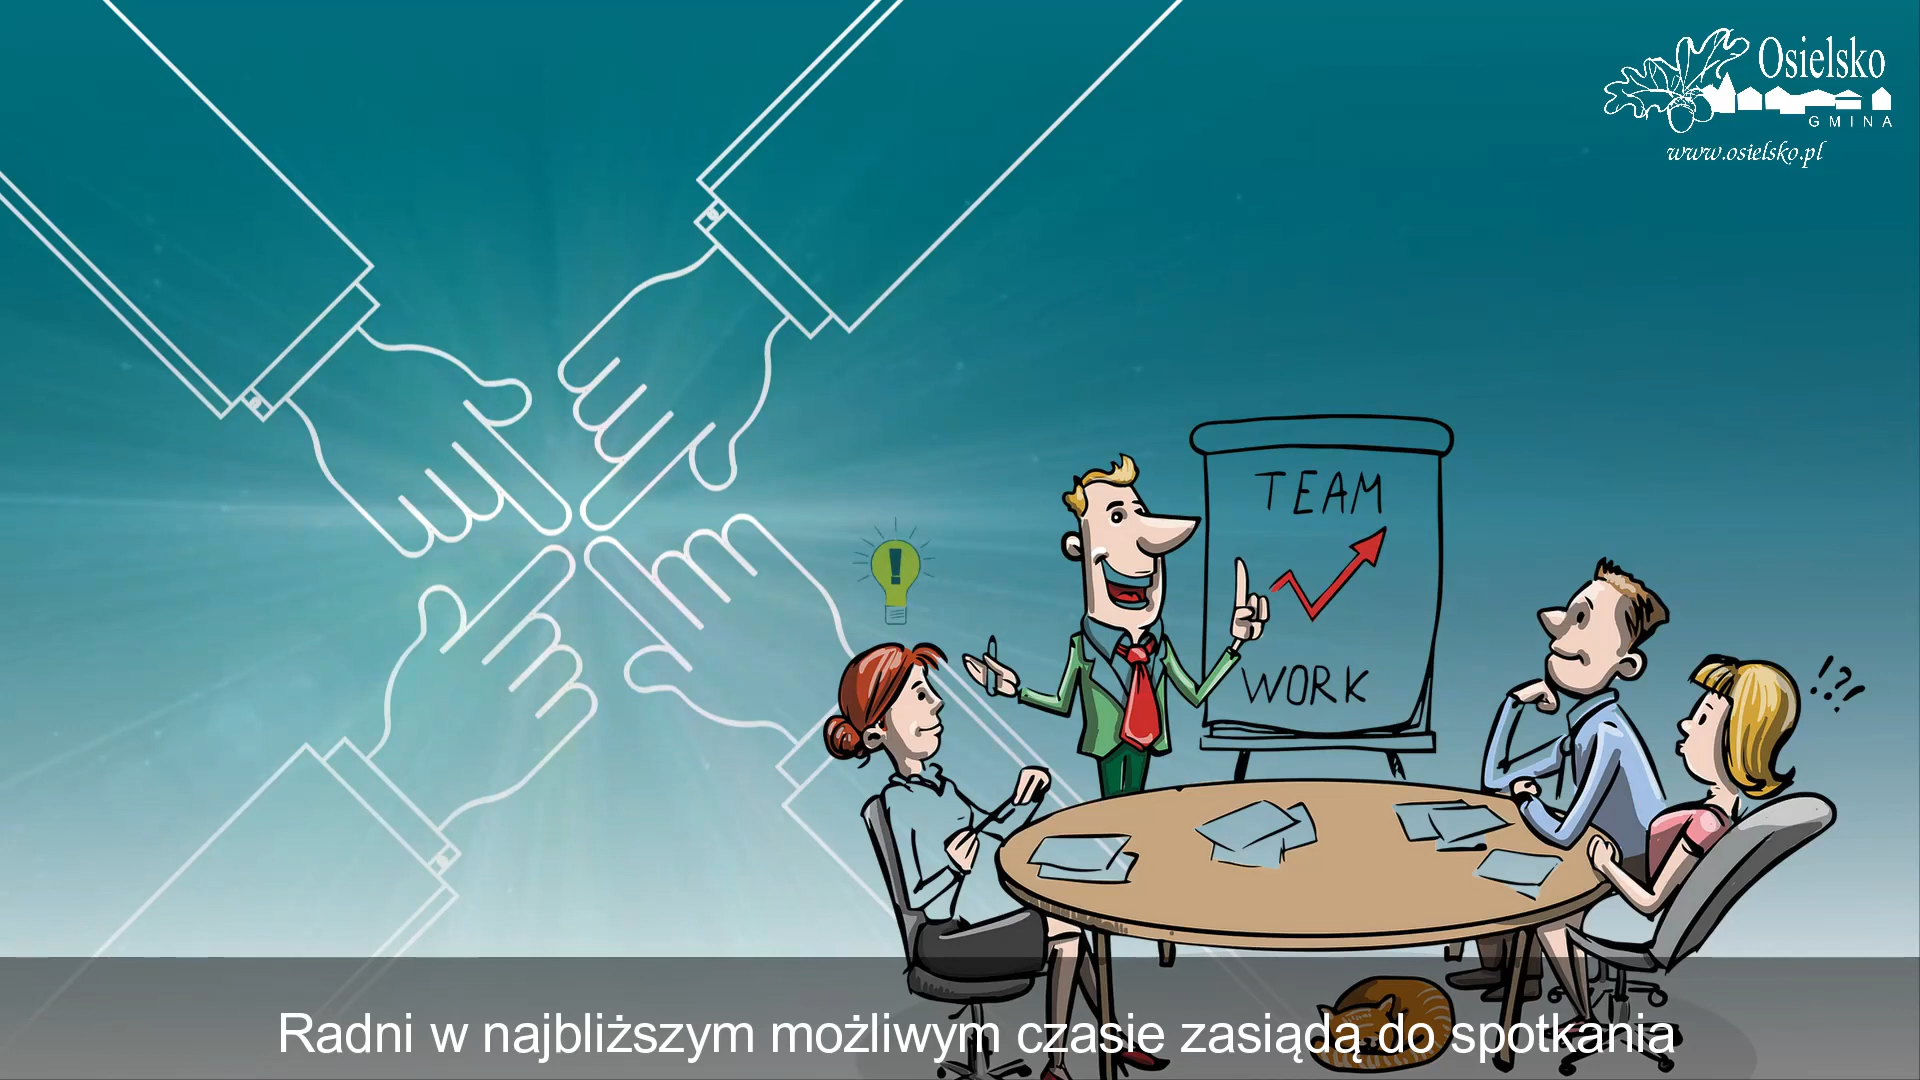 Osielsko
GMINA
www.osielsko.pl
!
TEAM
WORK
!?!
Radni w najbliższym możliwym czasie zasiądą do spotkania